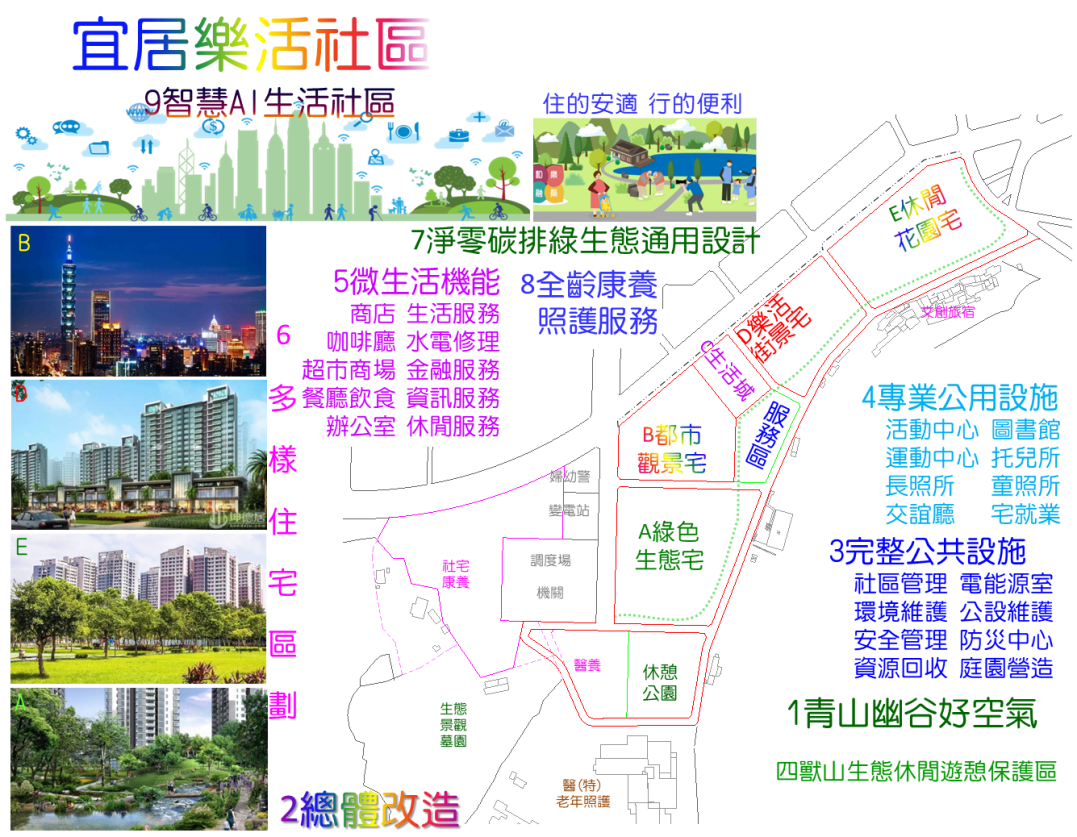 宜居樂活社區
9智慧AI生活社區
WWW
住的安適 行的便利
7淨零碳排綠生態通用設計
5微生活機能
商店 生活服務
咖啡廳 水電修理
超市商場 金融服務
餐廳飲食 資訊服務
辦公室 休閒服務
8全齡康養
照護服務
6多樣住宅區劃
B
D
E
A
E休閒
花園宅
文創旅宿
D樂活
街景宅
C生活城
服務區
B都市
觀景宅
A綠色
生態宅
婦幼警
變電站
調度場
機關
社宅
康養
醫養
休憩
公園
生態
景觀
墓園
醫(特)
老年照護
4專業公用設施
活動中心 圖書館
運動中心 托兒所
長照所 童照所
交誼廳 宅就業
3完整公共設施
社區管理 電能源室
環境維護 公設維護
安全管理 防災中心
資源回收 庭園營造
1青山幽谷好空氣
四獸山生態休閒遊憩保護區
2總體改造